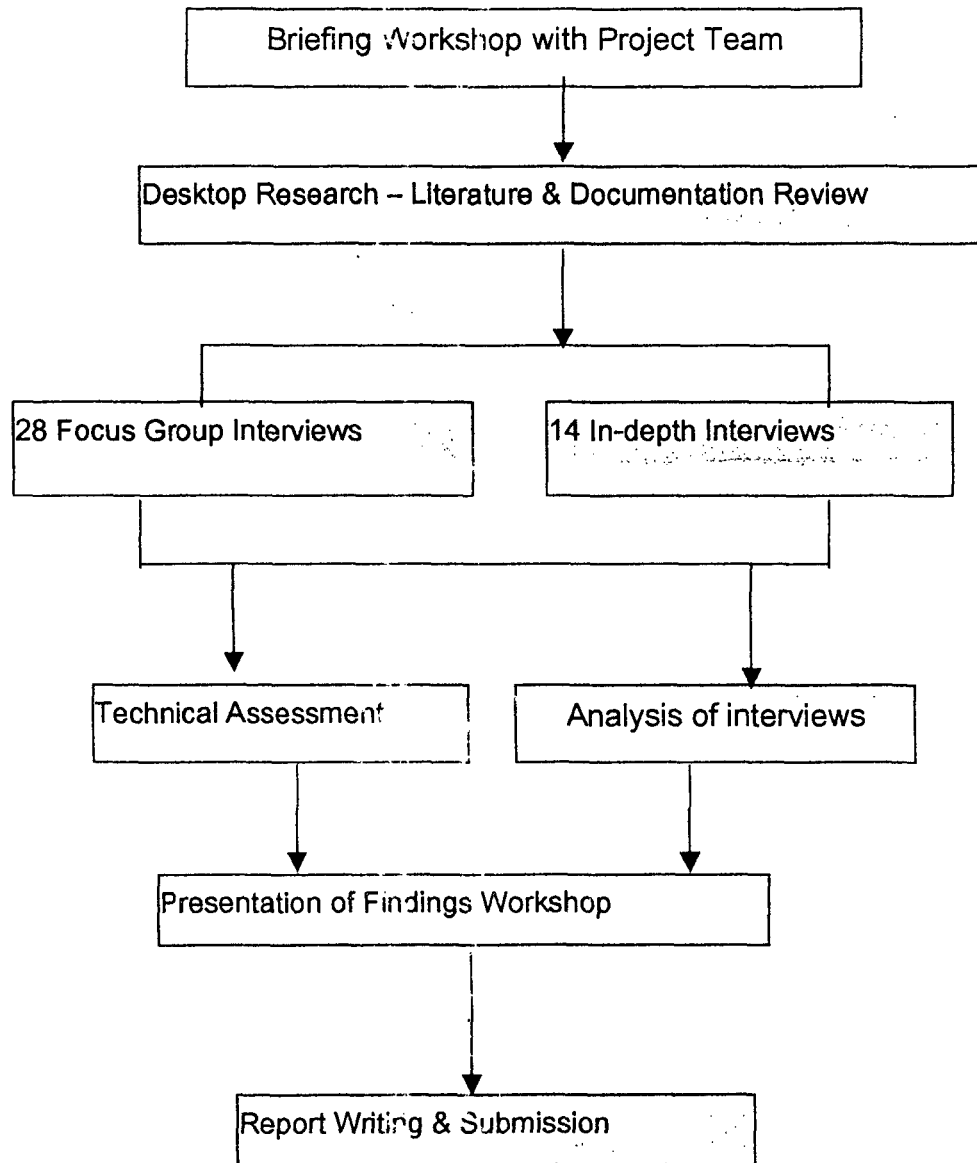 Briefing Workshop with Project Team
Desktop Research – Literature & Documentation Review
28 Focus Group Interviews
14 In-depth Interviews
Technical Assessment
Analysis of interviews
Presentation of Findings Workshop
Report Writing & Submission